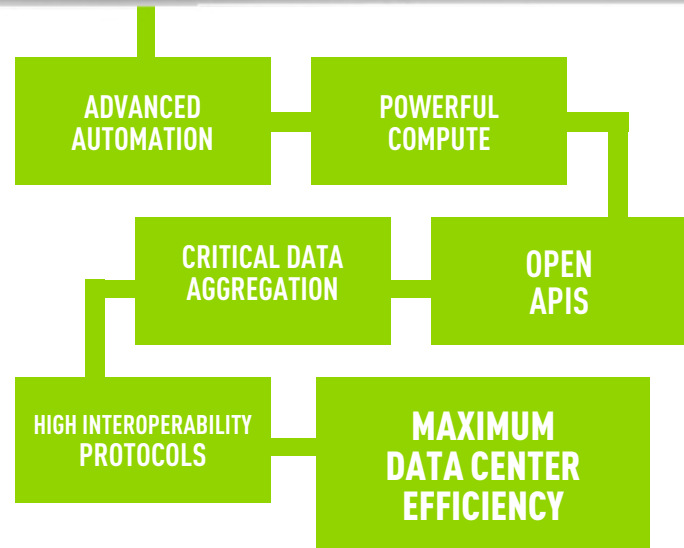 ADVANCED
AUTOMATION
POWERFUL
COMPUTE
OPEN
APIS
CRITICAL DATA
AGGREGATION
HIGH INTEROPERABILITY
PROTOCOLS
MAXIMUM
DATA CENTER
EFFICIENCY